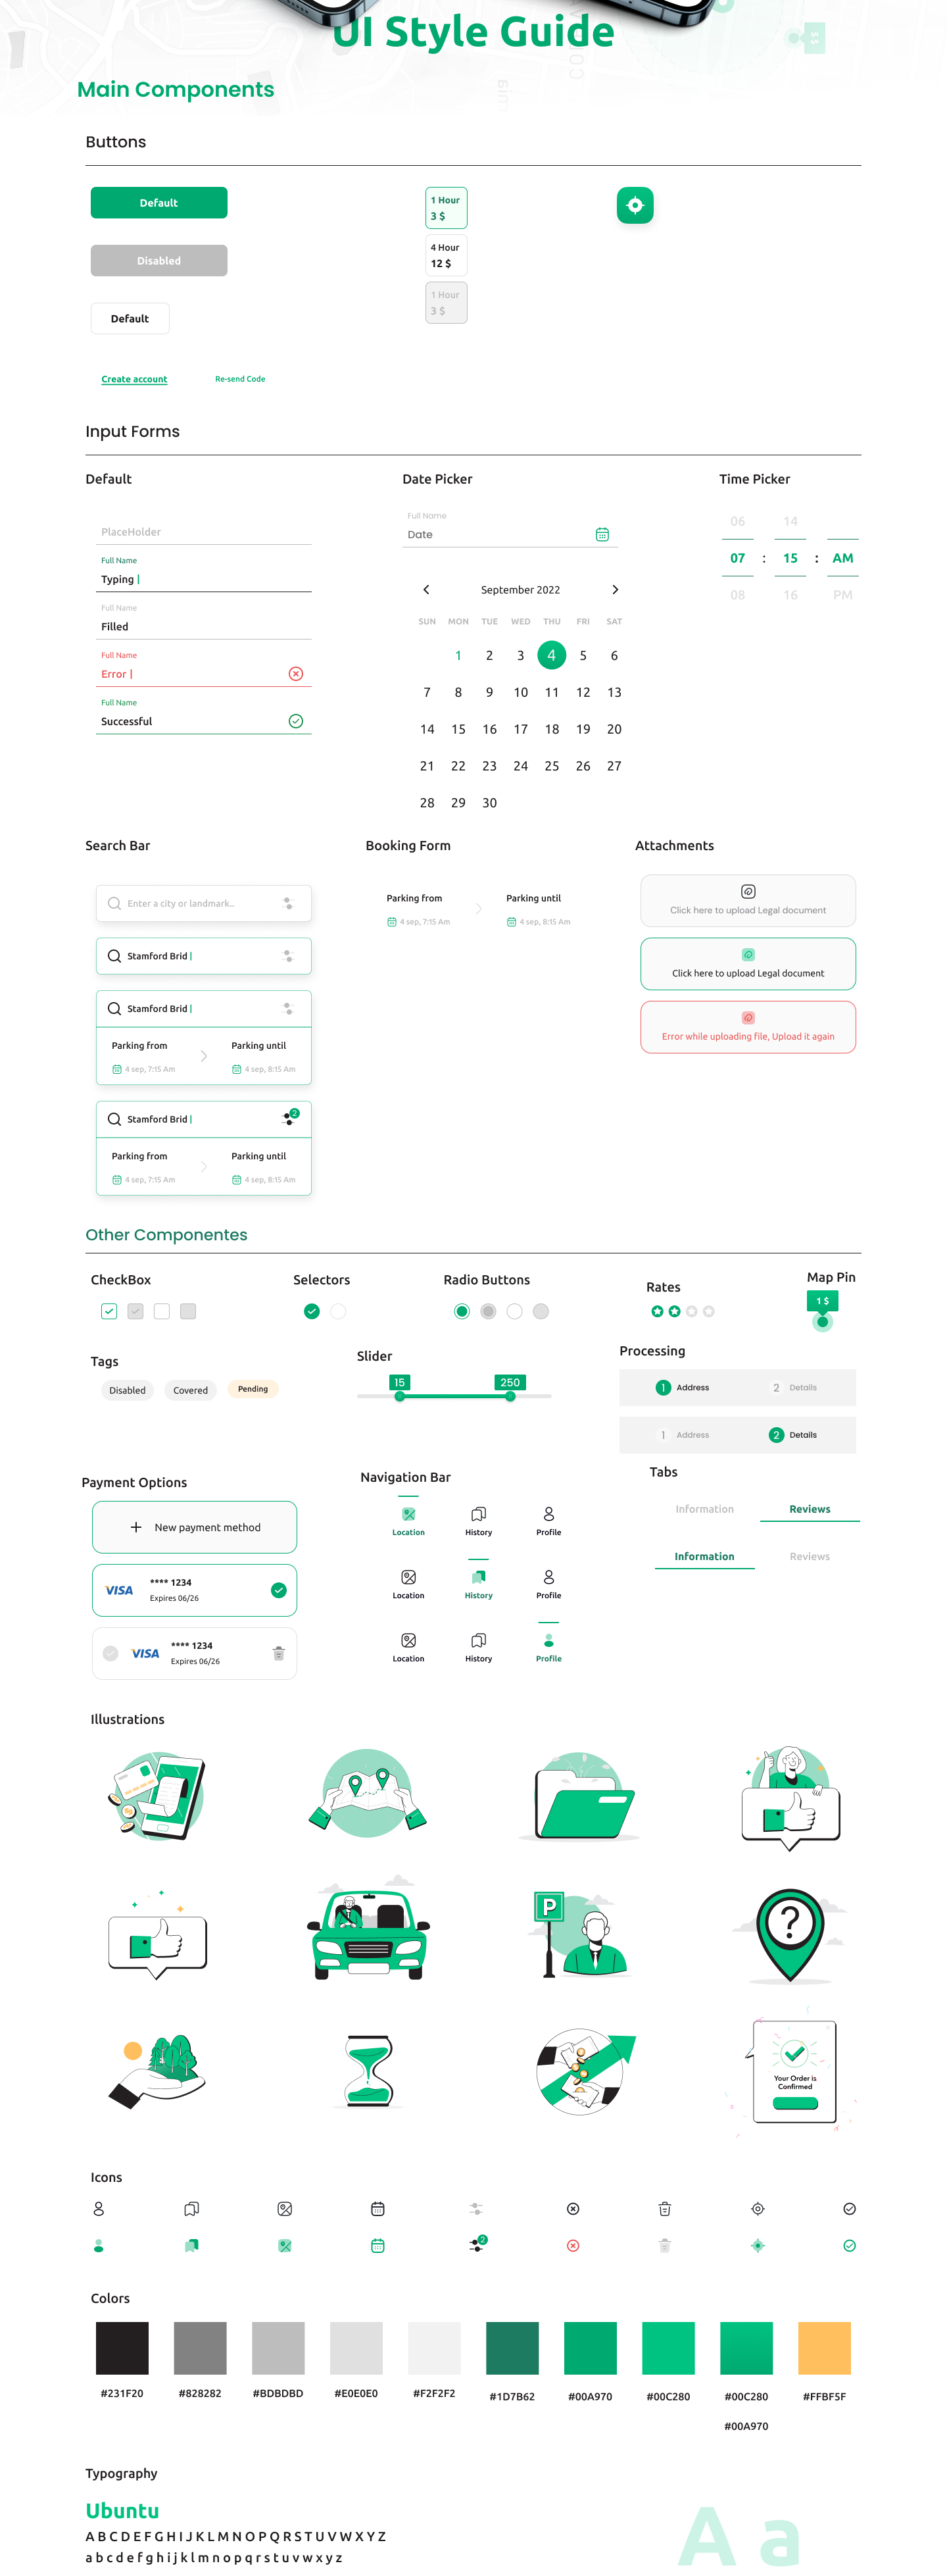 UI Style Guide
Main Components
Buttons
Default
Disabled
Default
Create account
Re-send Code
1 Hour
3 $
4 Hour
12 $
1 Hour
3 $
Input Forms
Default
PlaceHolder
Full Name
Typing |
Full Name
Filled
Full Name
Error |
Full Name
Successful
Date Picker
Full Name
Date
September 2022
SUN MON TUE WED THU FRI SAT
1 2 3 4 5 6
7 8 9 10 11 12 13
14 15 16 17 18 19 20
21 22 23 24 25 26 27
28 29 30
Time Picker
06 14
07 : 15 : AM
08 16 PM
Search Bar
Enter a city or landmark..
Stamford Brid |
Stamford Brid |
Parking from Parking until
4 sep, 7:15 Am 4 sep, 8:15 Am
Stamford Brid | 2
Parking from Parking until
4 sep, 7:15 Am 4 sep, 8:15 Am
Booking Form
Parking from Parking until
4 sep, 7:15 Am 4 sep, 8:15 Am
Attachments
Click here to upload Legal document
Click here to upload Legal document
Error while uploading file, Upload it again
Other Componentes
CheckBox
Selectors
Radio Buttons
Rates
Map Pin
1 $
Tags
Disabled Covered Pending
Slider
15 250
Processing
1 Address 2 Details
1 Address 2 Details
Payment Options
New payment method
VISA
**** 1234
Expires 06/26
VISA
**** 1234
Expires 06/26
Navigation Bar
Location History Profile
Location History Profile
Location History Profile
Tabs
Information Reviews
Information Reviews
Illustrations
P
?
Your Order is
Confirmed
Icons
2
Colors
#231F20 #828282 #BDBDBD #E0E0E0 #F2F2F2 #1D7B62 #00A970 #00C280 #00C280 #FFBF5F
#00A970
Typography
Ubuntu
A B C D E F G H I J K L M N O P Q R S T U V W X Y Z
a b c d e f g h i j k l m n o p q r s t u v w x y z
A a